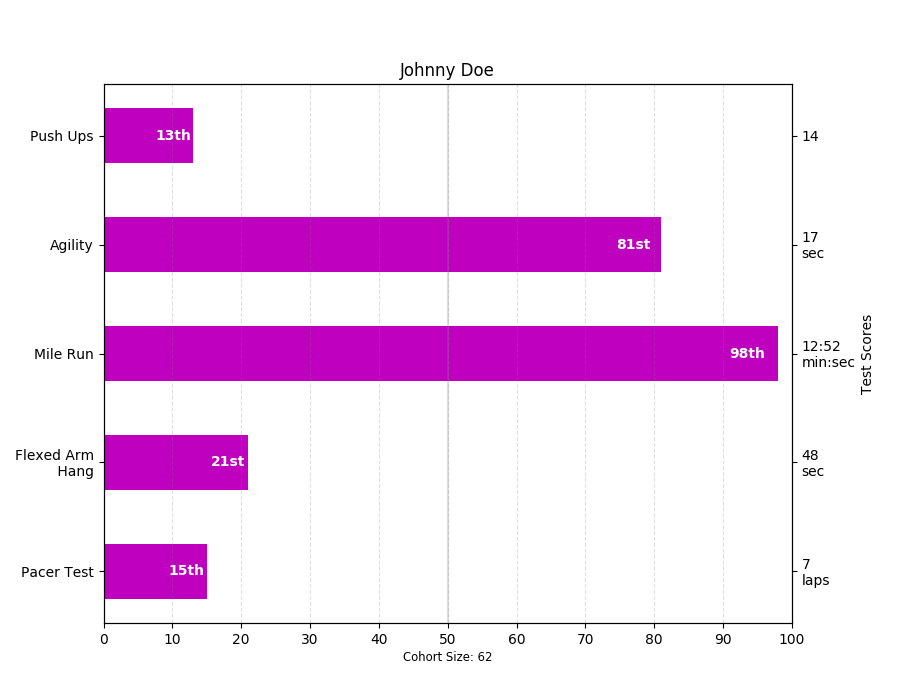 Johnny Doe
Push Ups
13th
14
Agility
81st
17
sec
Mile Run
98th
12:52
min:sec
Test Scores
Flexed Arm
Hang
21st
48
sec
Pacer Test
15th
7
laps
0 10 20 30 40 50 60 70 80 90 100
Cohort Size: 62